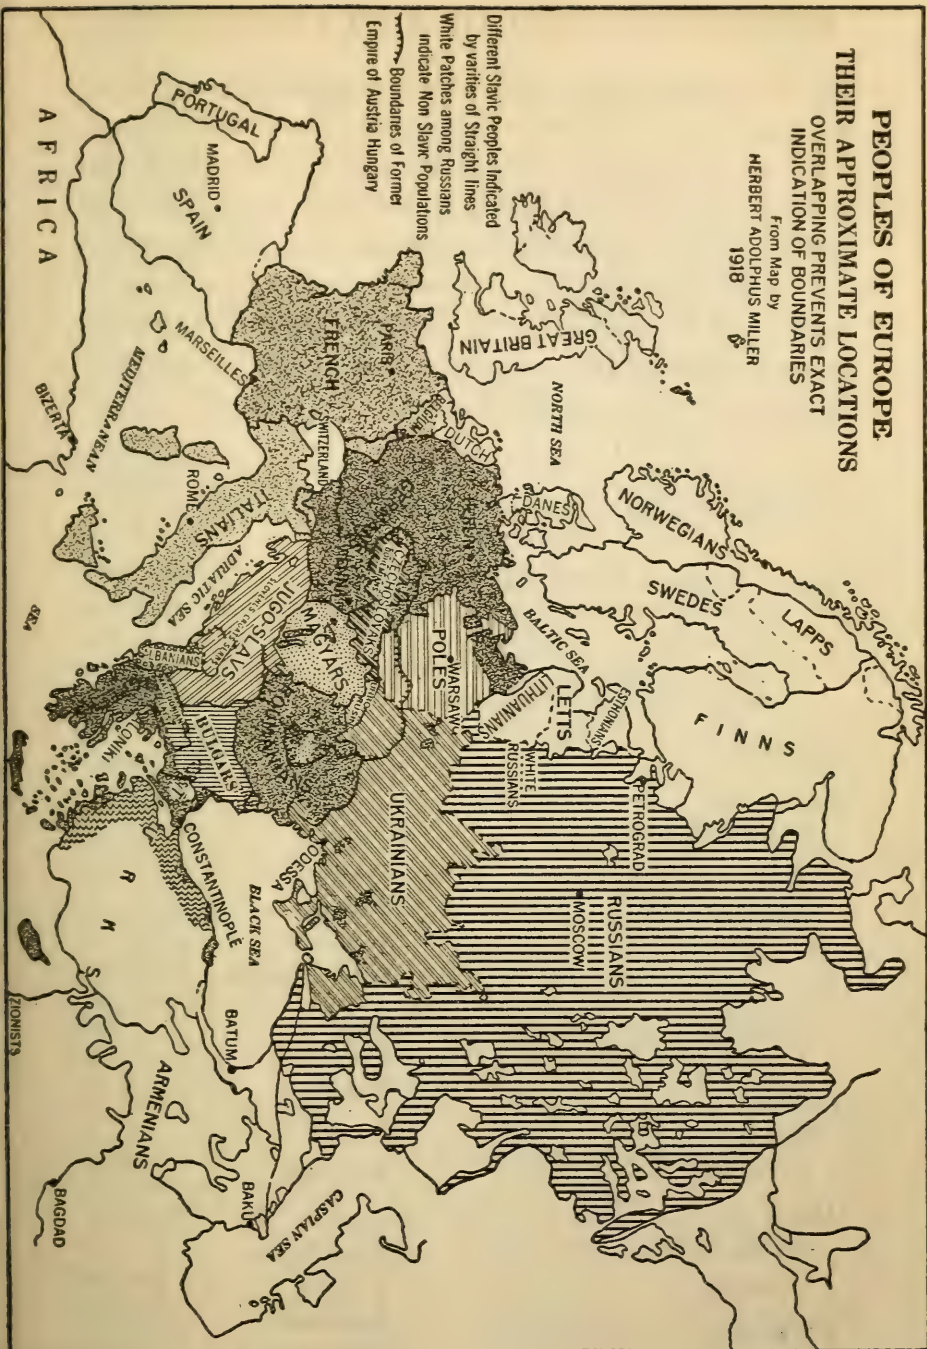 PEOPLES OF EUROPE
THEIR APPROXIMATE LOCATIONS
OVERLAPPING PREVENTS EXACT
INDICATION OF BOUNDARIES
From Map by
HERBERT ADOLPHUS MILLER
1918
Different Slavic Peoples Indicated
by varities of Straight lines
White Patches among Russians
indicate Non Slavic Populations
Boundaries of Former
Empire of Austria Hungary
NORWEGIANS
SWEDES
LAPPS
FINNS
GREAT BRITAIN
NORTH SEA
DANES
BALTIC SEA
ESTHONIANS
LETTS
LITHUANIANS
PETROGRAD
WHITE
RUSSIANS
RUSSIANS
MOSCOW
DUTCH
POLES
WARSAW
UKRAINIANS
PARIS
FRENCH
SWITZERLAND
MAGYARS
ODESSA
PORTUGAL
MADRID
SPAIN
MARSEILLES
ITALIANS
ROME
ADRIATIC SEA
JUGO-SLAVS
BULGARS
BLACK SEA
CONSTANTINOPLE
BATUM
BAKU
CASPIAN SEA
MEDITERRANEAN
SEA
BIZERTA
AFRICA
ARMENIANS
BAGDAD
ZIONISTS